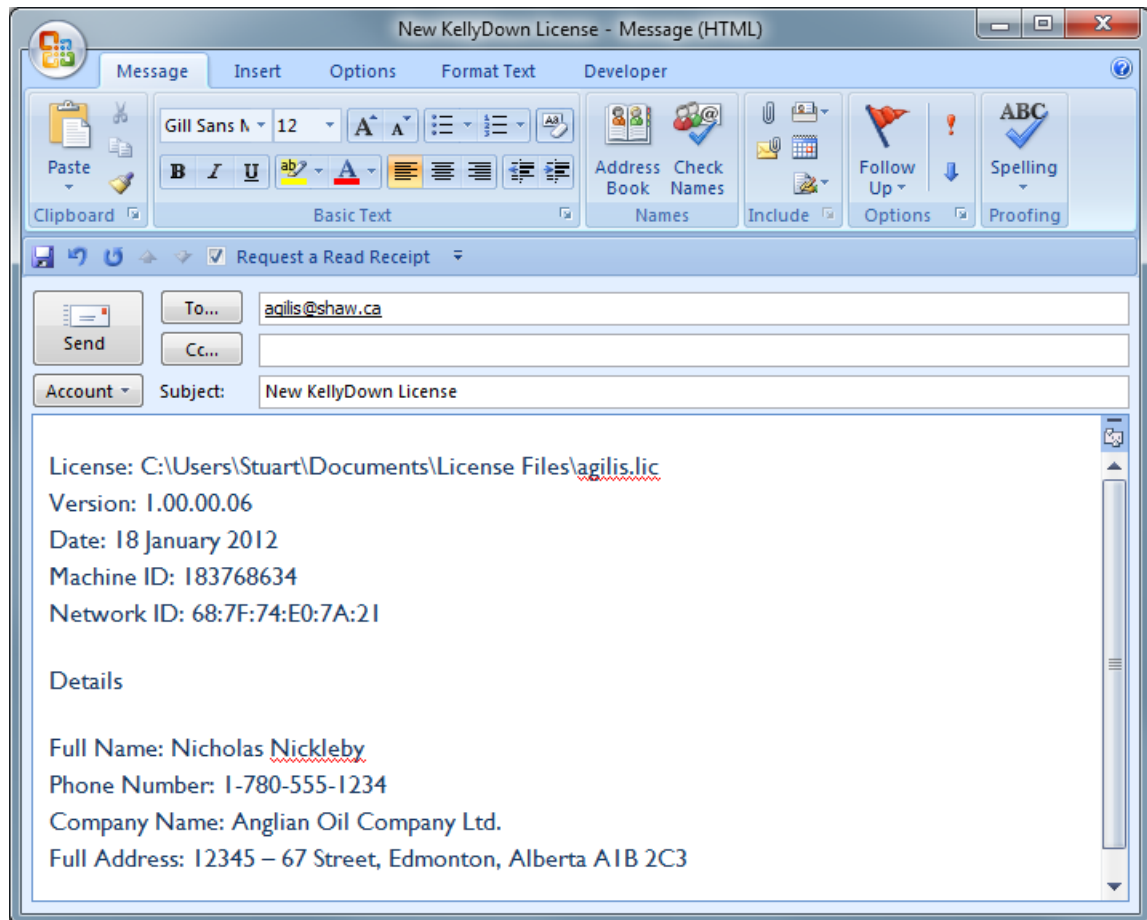 New KellyDown License - Message (HTML)
Message Insert Options Format Text Developer
Gill Sans M 12
Paste
B I U ab A
Address Book
Check Names
Follow Up
ABC
Spelling
Clipboard Basic Text Names Include Options Proofing
Request a Read Receipt
Send
To... agilis@shaw.ca
Cc...
Account Subject: New KellyDown License
License: C:\Users\Stuart\Documents\License Files\agilis.lic
Version: 1.00.00.06
Date: 18 January 2012
Machine ID: 183768634
Network ID: 68:7F:74:E0:7A:21
Details
Full Name: Nicholas Nickleby
Phone Number: 1-780-555-1234
Company Name: Anglian Oil Company Ltd.
Full Address: 12345 – 67 Street, Edmonton, Alberta A1B 2C3